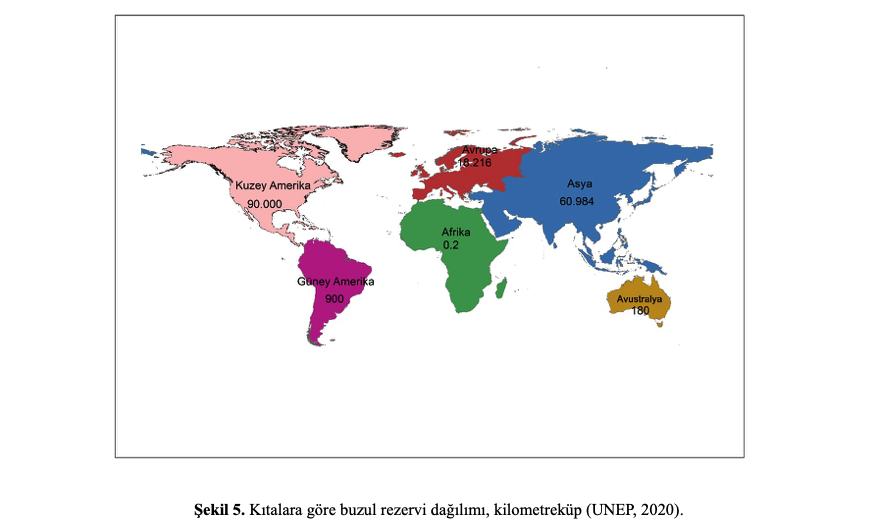 Avrupa
18.216
Kuzey Amerika
90.000
Asya
60.984
Afrika
0.2
Güney Amerika
900
Avustralya
180
Şekil 5. Kıtalara göre buzul rezervi dağılımı, kilometreküp (UNEP, 2020).